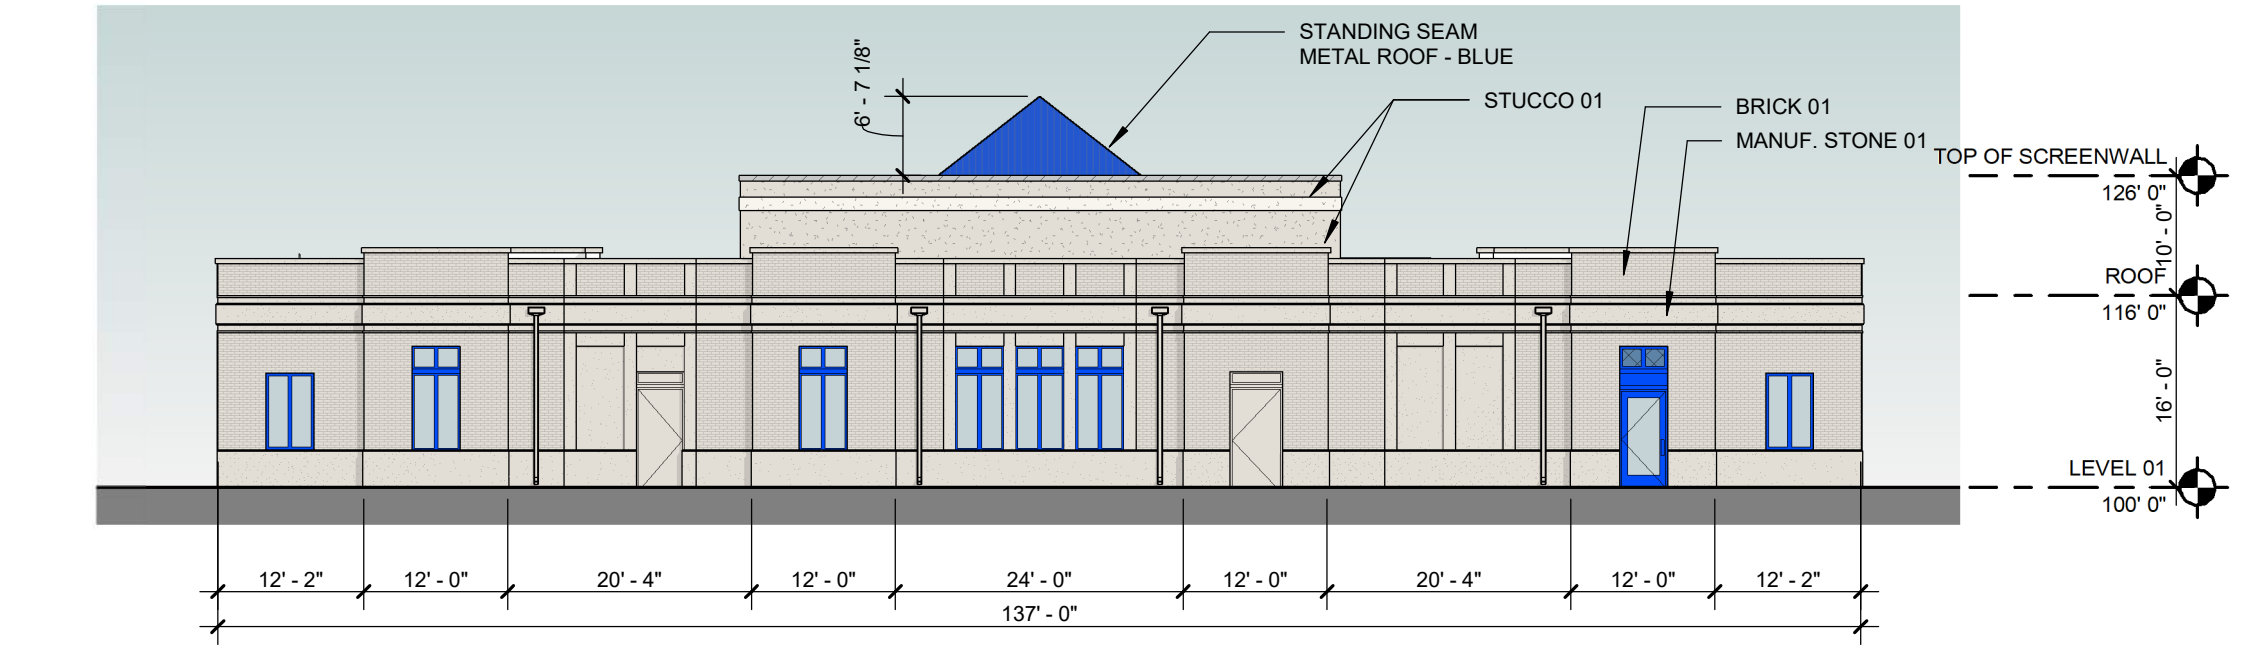 STANDING SEAM
METAL ROOF - BLUE
6' - 7 1/8"
STUCCO 01
BRICK 01
MANUF. STONE 01
TOP OF SCREENWALL
126' 0"
10' - 0"
ROOF
116' 0"
16' - 0"
LEVEL 01
100' 0"
12' - 2" 12' - 0" 20' - 4" 12' - 0" 24' - 0" 12' - 0" 20' - 4" 12' - 0" 12' - 2"
137' - 0"